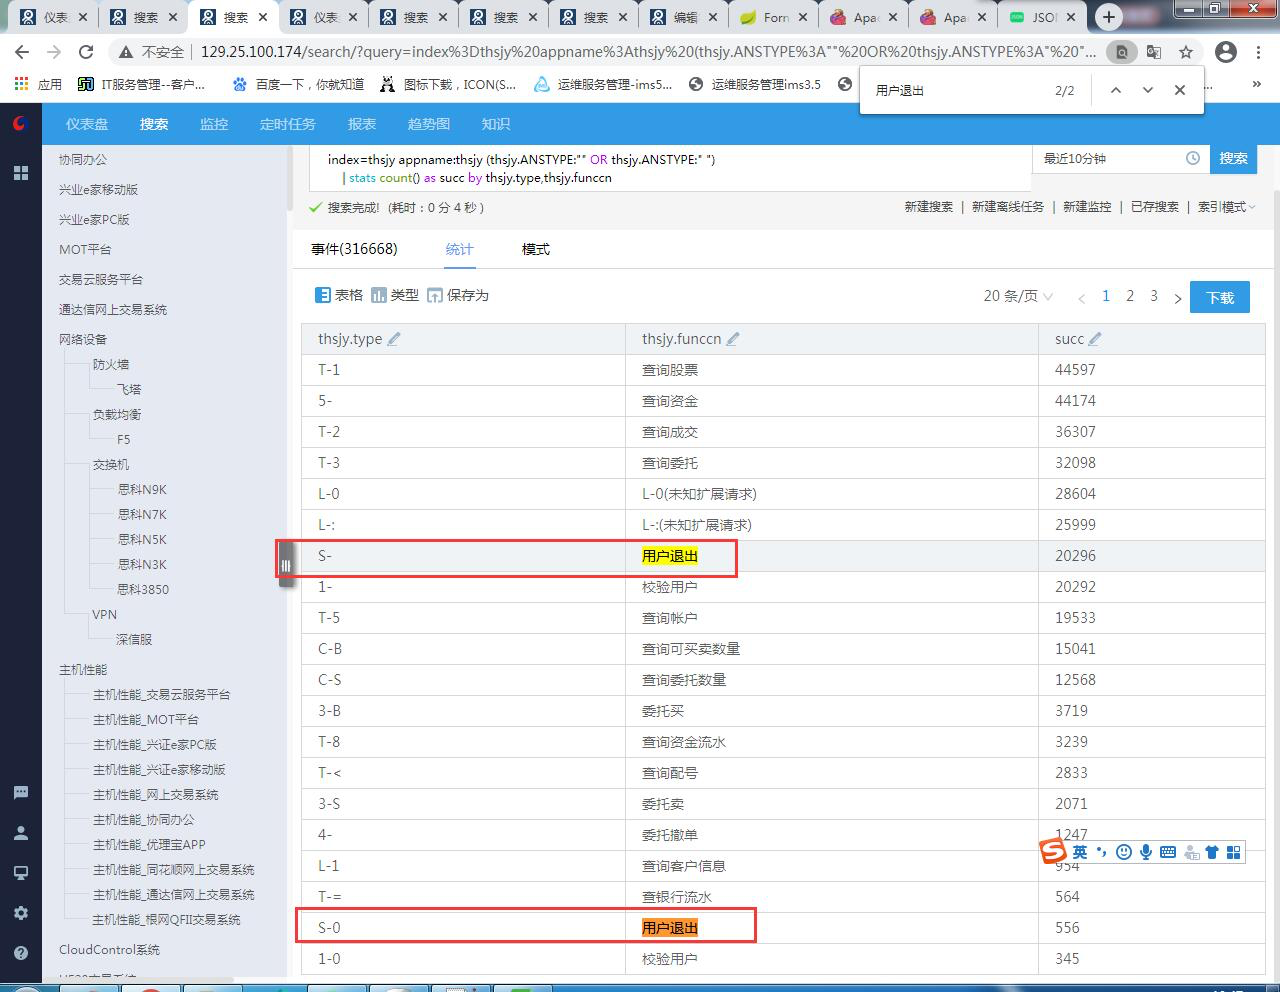 仪表
搜索
搜索
仪表
搜索
搜索
搜索
编辑
Forn
Apac
Apa
JSO
不安全 129.25.100.174/search/?query=index%3Dthsjy%20appname%3Athsjy%20(thsjy.ANSTYPE%3A""%20OR%20thsjy.ANSTYPE%3A"%20"...
应用
IT服务管理--客户...
百度一下，你就知道
图标下载，ICON(S...
运维服务管理-ims5...
运维服务管理ims3.5
用户退出 2/2
仪表盘 搜索 监控 定时任务 报表 趋势图 知识
协同办公
兴业e家移动版
兴业e家PC版
MOT平台
交易云服务平台
通达信网上交易系统
网络设备
防火墙
飞塔
负载均衡
F5
交换机
思科N9K
思科N7K
思科N5K
思科N3K
思科3850
VPN
深信服
主机性能
主机性能_交易云服务平台
主机性能_MOT平台
主机性能_兴证e家PC版
主机性能_兴证e家移动版
主机性能_网上交易系统
主机性能_协同办公
主机性能_优理宝APP
主机性能_同花顺网上交易系统
主机性能_通达信网上交易系统
主机性能_根网QFII交易系统
CloudControl系统
index=thsjy appname:thsjy (thsjy.ANSTYPE:"" OR thsjy.ANSTYPE:" ")
| stats count() as succ by thsjy.type,thsjy.funccn
最近10分钟
搜索
搜索完成! (耗时：0 分 4 秒 )
新建搜索 | 新建离线任务 | 新建监控 | 已存搜索 | 索引模式
事件(316668) 统计 模式
表格 类型 保存为
20 条/页 < 1 2 3 > 下载
thsjy.type thsjy.funccn succ
T-1 查询股票 44597
5- 查询资金 44174
T-2 查询成交 36307
T-3 查询委托 32098
L-0 L-0(未知扩展请求) 28604
L-: L-:(未知扩展请求) 25999
S- 用户退出 20296
1- 校验用户 20292
T-5 查询帐户 19533
C-B 查询可买卖数量 15041
C-S 查询委托数量 12568
3-B 委托买 3719
T-8 查询资金流水 3239
T-< 查询配号 2833
3-S 委托卖 2071
4- 委托撤单 1247
英
L-1 查询客户信息 954
T-= 查银行流水 564
S-0 用户退出 556
1-0 校验用户 345